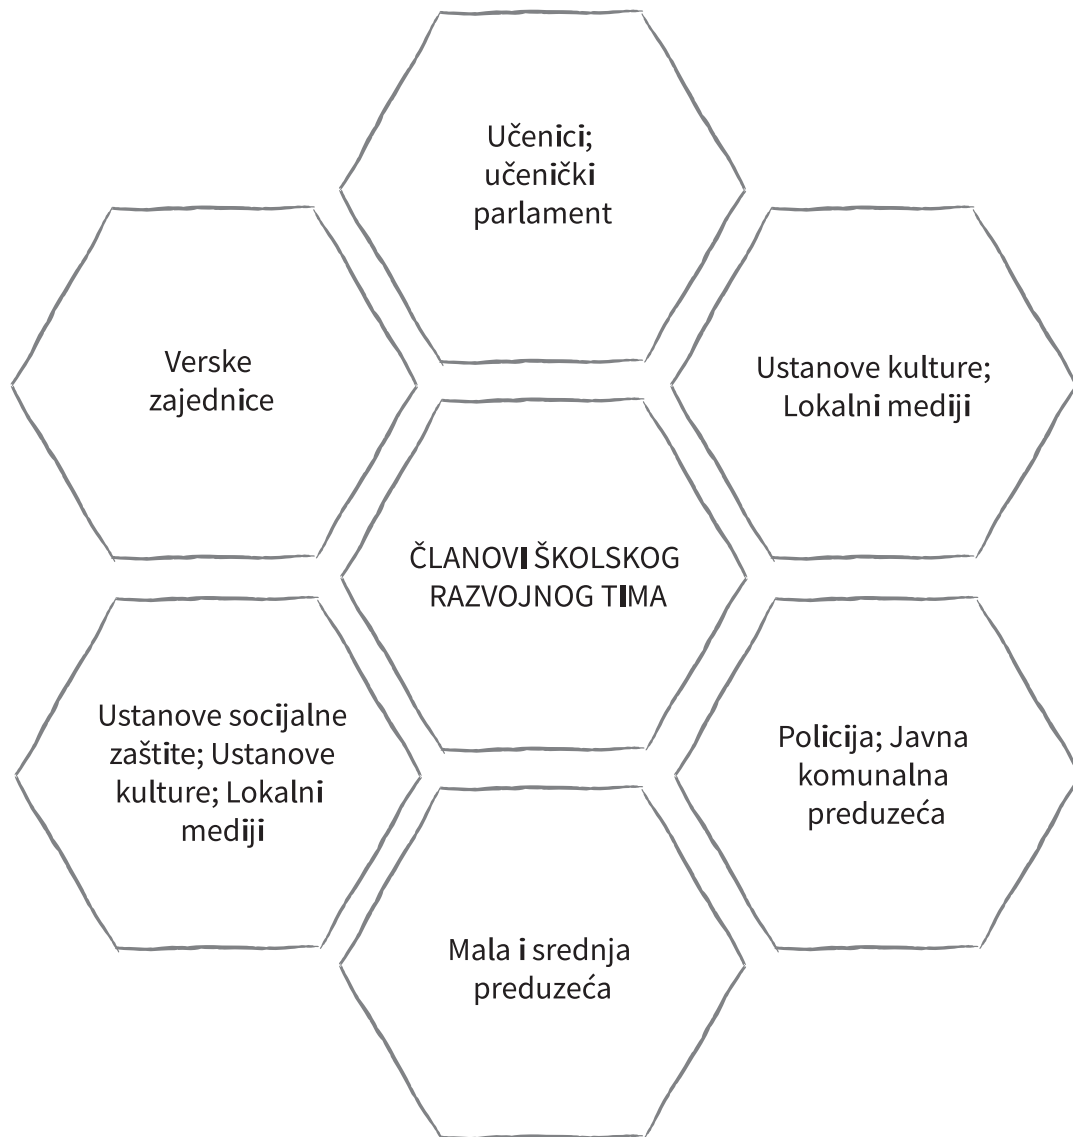 Učenici;
učenički
parlament
Verske
zajednice
Ustanove kulture;
Lokalni mediji
ČLANOVI ŠKOLSKOG
RAZVOJNOG TIMA
Ustanove socijalne
zaštite; Ustanove
kulture; Lokalni
mediji
Policija; Javna
komunalna
preduzeća
Mala i srednja
preduzeća